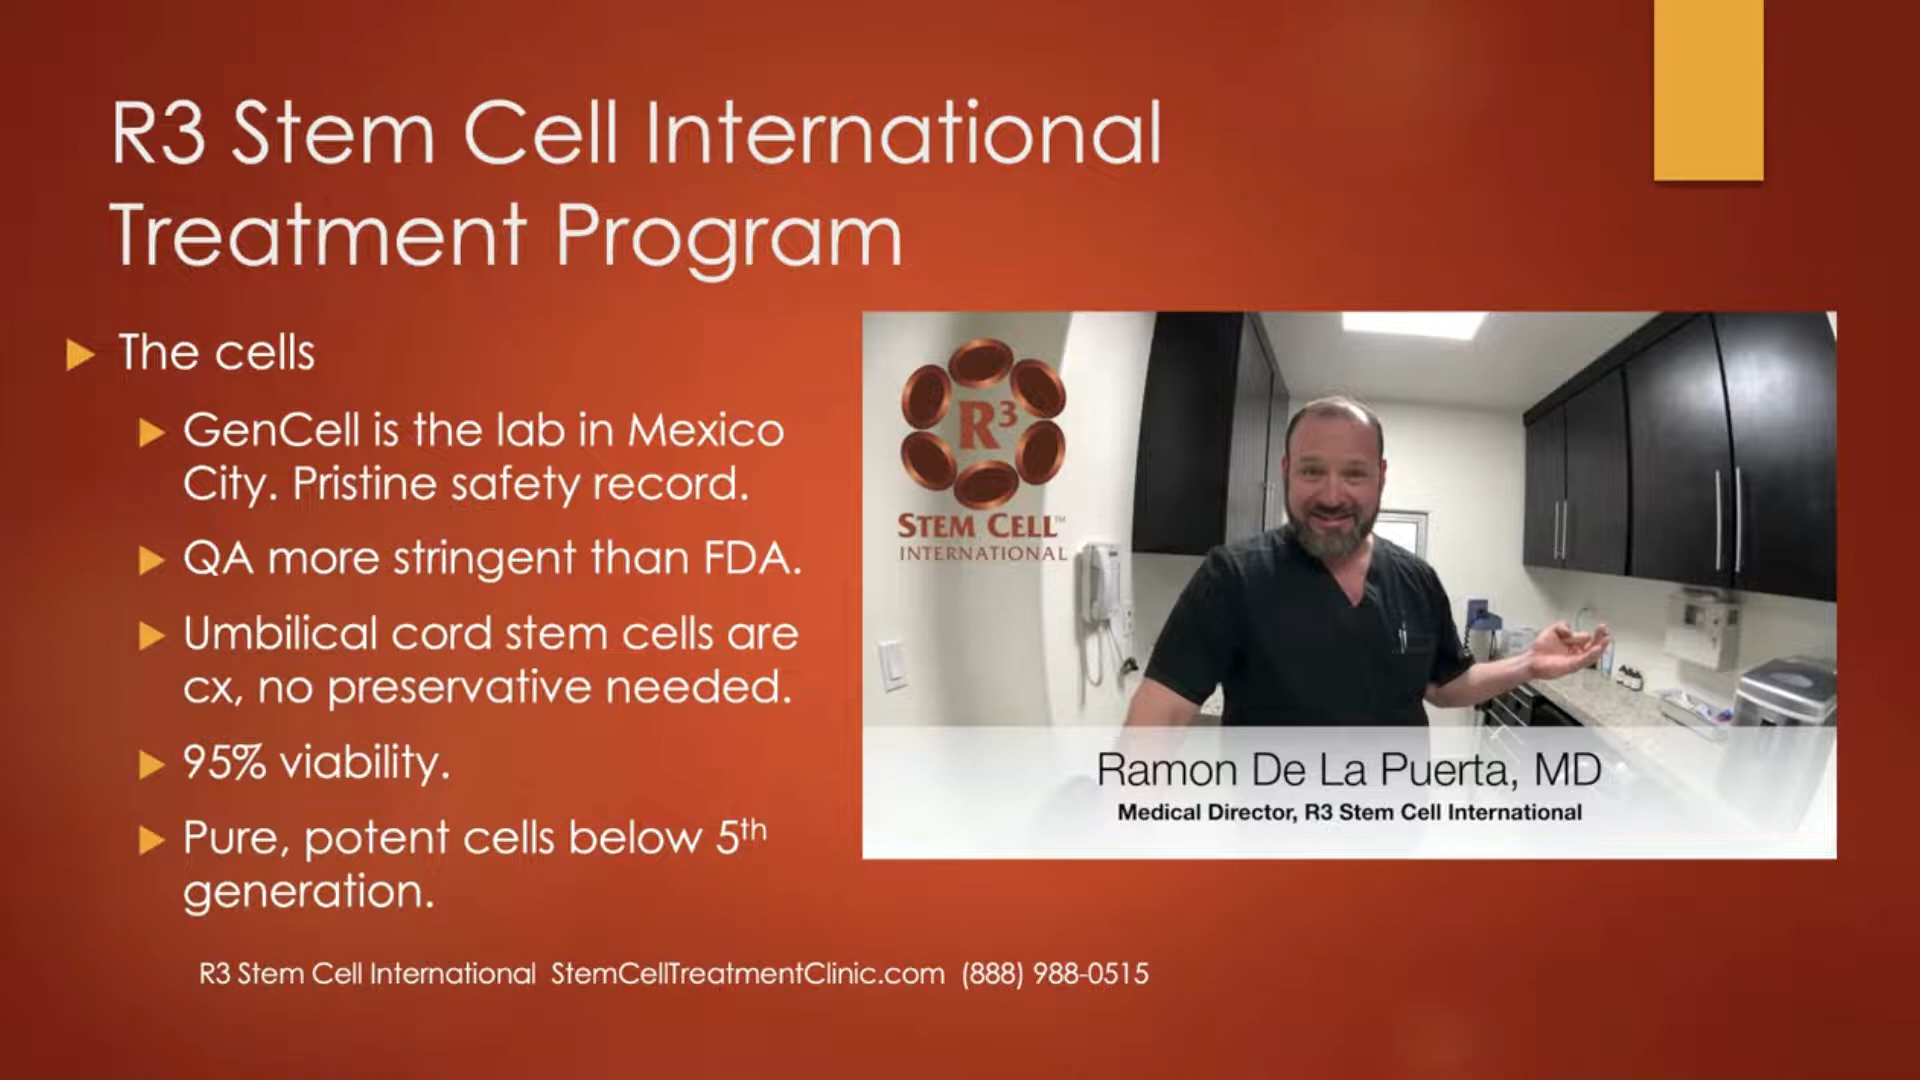 R3 Stem Cell International
Treatment Program
The cells
GenCell is the lab in Mexico
City. Pristine safety record.
QA more stringent than FDA.
Umbilical cord stem cells are
cx, no preservative needed.
95% viability.
Pure, potent cells below 5th
generation.
R3
STEM CELL™
INTERNATIONAL
Ramon De La Puerta, MD
Medical Director, R3 Stem Cell International
R3 Stem Cell International StemCellTreatmentClinic.com (888) 988-0515